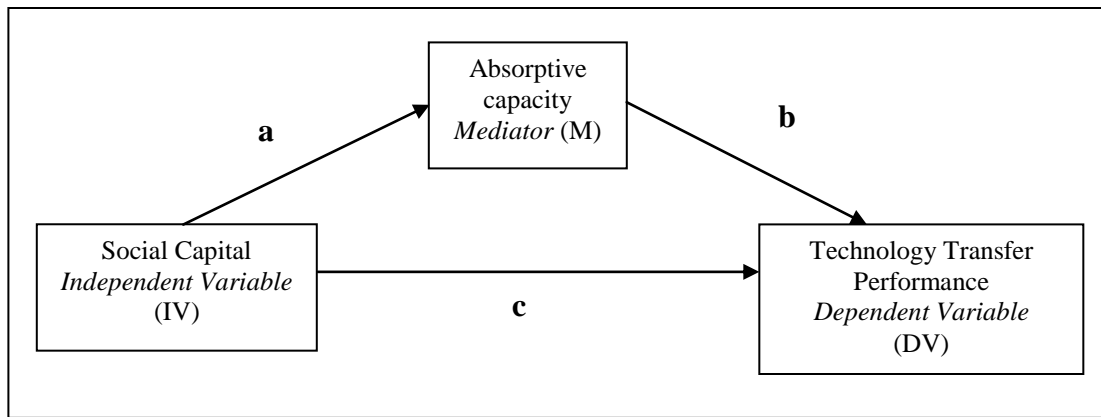 Absorptive
capacity
Mediator (M)
a
b
Social Capital
Independent Variable
(IV)
c
Technology Transfer
Performance
Dependent Variable
(DV)